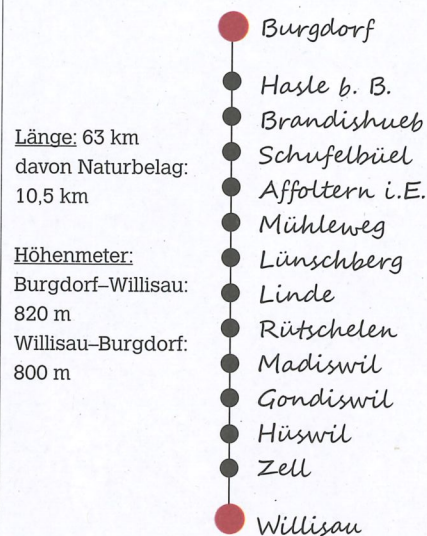 Länge: 63 km
davon Naturbelag:
10,5 km
Höhenmeter:
Burgdorf–Willisau:
820 m
Willisau–Burgdorf:
800 m
Burgdorf
Hasle b. B.
Brandishueb
Schufelbüel
Affoltern i.E.
Mühleweg
Lünschberg
Linde
Rütschelen
Madiswil
Gondiswil
Hüswil
Zell
Willisau